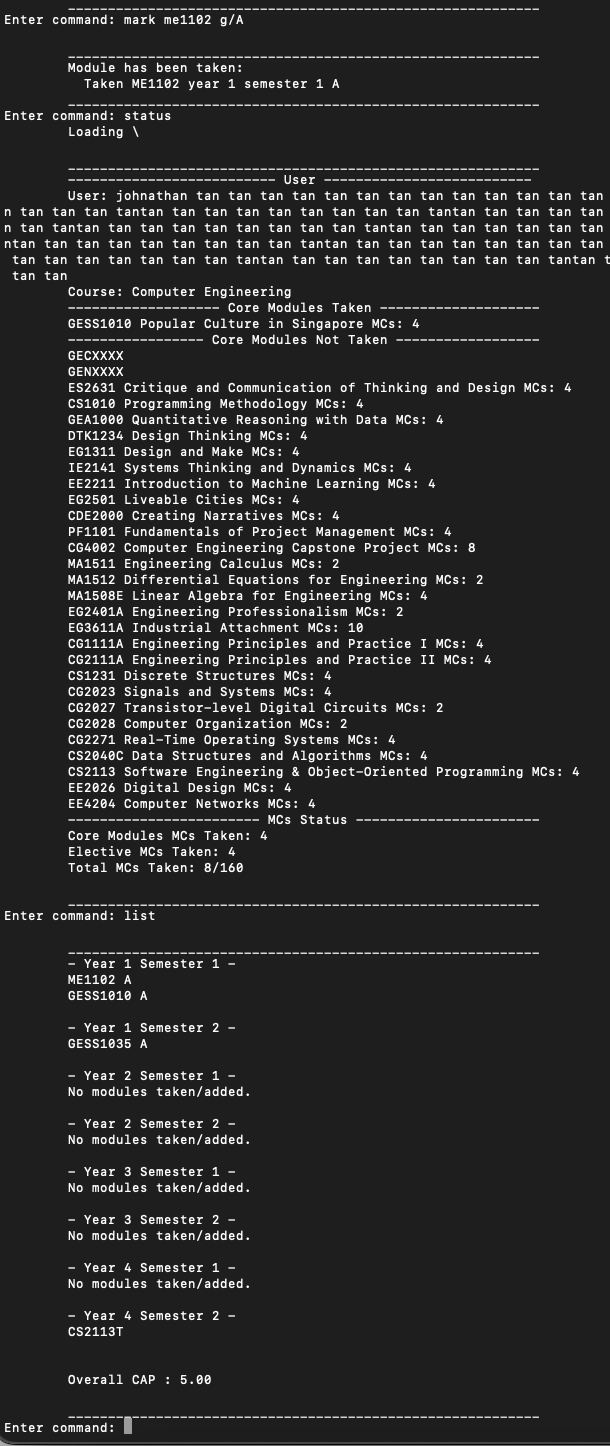 Enter command: mark me1102 g/A
Module has been taken:
Taken ME1102 year 1 semester 1 A
Enter command: status
Loading \
-------------------------- User --------------------------
User: johnathan tan tan tan tan tan tan tan tan tan tan tan tan tan
n tan tan tan tantan tan tan tan tan tan tan tan tan tantan tan tan tan tan
n tan tantan tan tan tan tan tan tan tan tan tantan tan tan tan tan tan tan
ntan tan tan tan tan tan tan tan tan tantan tan tan tan tan tan tan tan tan
tan tan tan tan tan tan tan tantan tan tan tan tan tan tan tan tan tantan t
tan tan
Course: Computer Engineering
------------------- Core Modules Taken --------------------
GESS1010 Popular Culture in Singapore MCs: 4
----------------- Core Modules Not Taken ------------------
GECXXXX
GENXXXX
ES2631 Critique and Communication of Thinking and Design MCs: 4
CS1010 Programming Methodology MCs: 4
GEA1000 Quantitative Reasoning with Data MCs: 4
DTK1234 Design Thinking MCs: 4
EG1311 Design and Make MCs: 4
IE2141 Systems Thinking and Dynamics MCs: 4
EE2211 Introduction to Machine Learning MCs: 4
EG2501 Liveable Cities MCs: 4
CDE2000 Creating Narratives MCs: 4
PF1101 Fundamentals of Project Management MCs: 4
CG4002 Computer Engineering Capstone Project MCs: 8
MA1511 Engineering Calculus MCs: 2
MA1512 Differential Equations for Engineering MCs: 2
MA1508E Linear Algebra for Engineering MCs: 4
EG2401A Engineering Professionalism MCs: 2
EG3611A Industrial Attachment MCs: 10
CG1111A Engineering Principles and Practice I MCs: 4
CG2111A Engineering Principles and Practice II MCs: 4
CS1231 Discrete Structures MCs: 4
CG2023 Signals and Systems MCs: 4
CG2027 Transistor-level Digital Circuits MCs: 2
CG2028 Computer Organization MCs: 2
CG2271 Real-Time Operating Systems MCs: 4
CS2040C Data Structures and Algorithms MCs: 4
CS2113 Software Engineering & Object-Oriented Programming MCs: 4
EE2026 Digital Design MCs: 4
EE4204 Computer Networks MCs: 4
------------------------ MCs Status -----------------------
Core Modules MCs Taken: 4
Elective MCs Taken: 4
Total MCs Taken: 8/160
Enter command: list
- Year 1 Semester 1 -
ME1102 A
GESS1010 A
- Year 1 Semester 2 -
GESS1035 A
- Year 2 Semester 1 -
No modules taken/added.
- Year 2 Semester 2 -
No modules taken/added.
- Year 3 Semester 1 -
No modules taken/added.
- Year 3 Semester 2 -
No modules taken/added.
- Year 4 Semester 1 -
No modules taken/added.
- Year 4 Semester 2 -
CS2113T
Overall CAP : 5.00
Enter command: